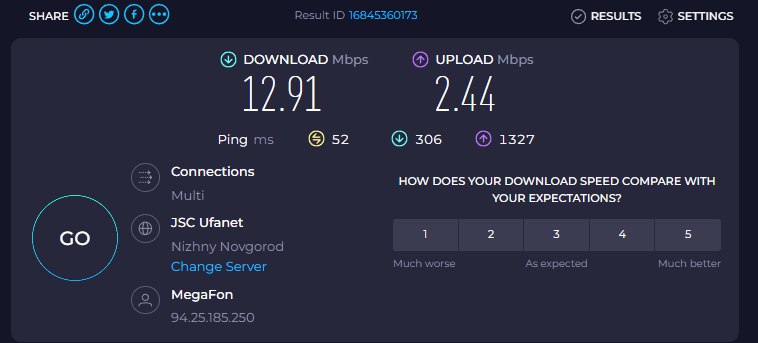 SHARE
Result ID 16845360173
RESULTS
SETTINGS
DOWNLOAD Mbps
12.91
UPLOAD Mbps
2.44
Ping ms
52
306
1327
GO
Connections
Multi
JSC Ufanet
Nizhny Novgorod
Change Server
MegaFon
94.25.185.250
HOW DOES YOUR DOWNLOAD SPEED COMPARE WITH
YOUR EXPECTATIONS?
1 2 3 4 5
Much worse As expected Much better